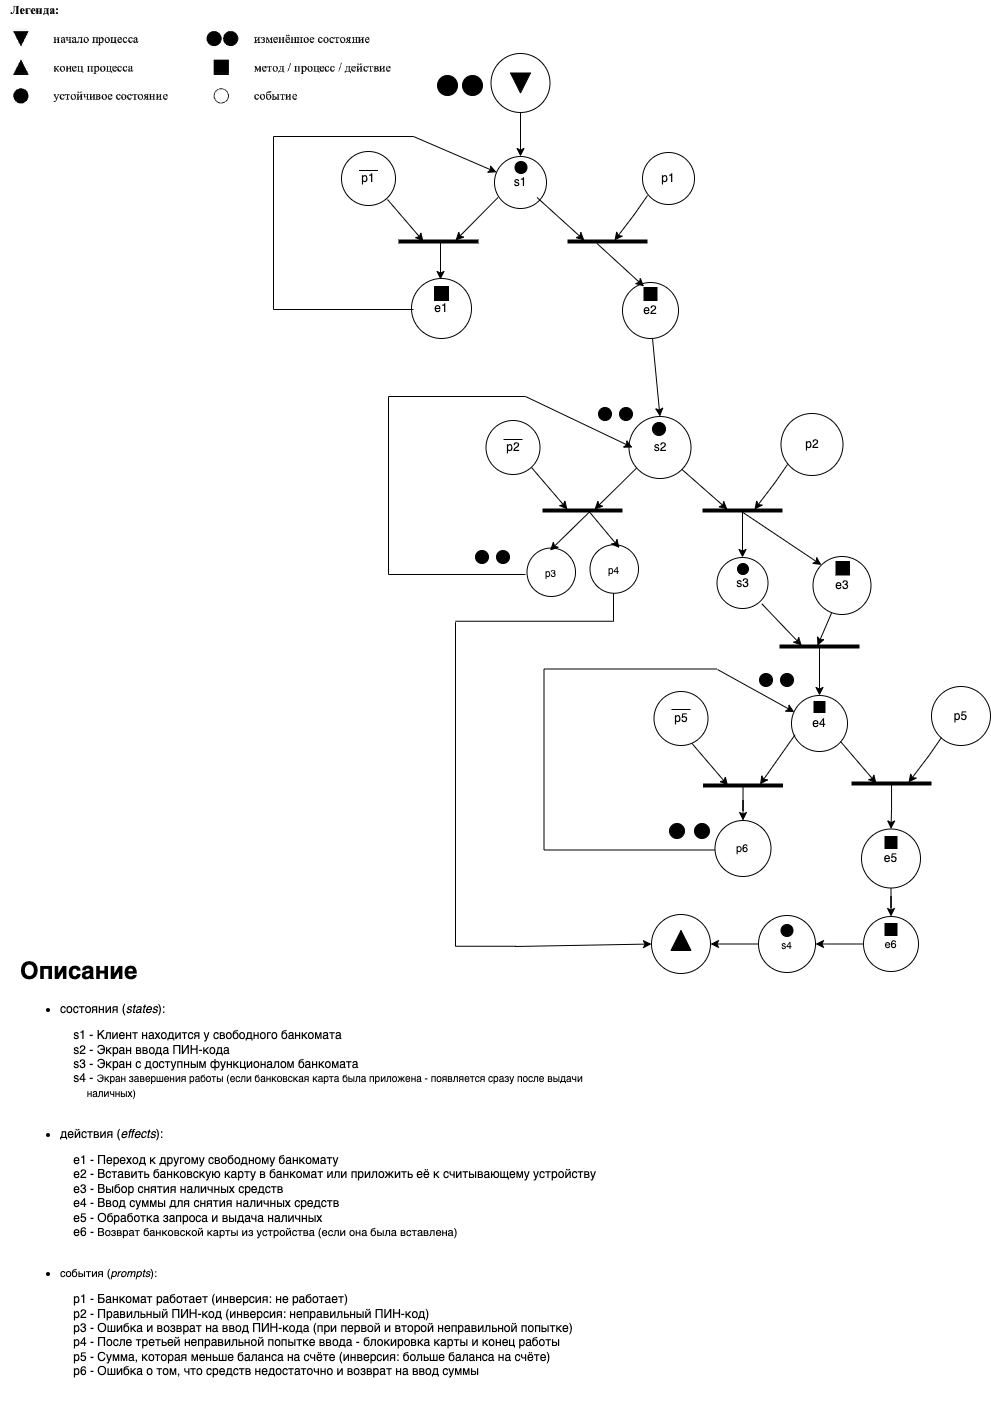 Легенда:
начало процесса
изменённое состояние
конец процесса
метод / процесс / действие
устойчивое состояние
событие
p1
s1
p1
e1
e2
p2
s2
p2
p3
p4
s3
e3
p5
e4
p5
p6
e5
s4
e6
Описание
состояния (states):
s1 - Клиент находится у свободного банкомата
s2 - Экран ввода ПИН-кода
s3 - Экран с доступным функционалом банкомата
s4 - Экран завершения работы (если банковская карта была приложена - появляется сразу после выдачи
наличных)
действия (effects):
e1 - Переход к другому свободному банкомату
e2 - Вставить банковскую карту в банкомат или приложить её к считывающему устройству
e3 - Выбор снятия наличных средств
e4 - Ввод суммы для снятия наличных средств
e5 - Обработка запроса и выдача наличных
e6 - Возврат банковской карты из устройства (если она была вставлена)
события (prompts):
p1 - Банкомат работает (инверсия: не работает)
p2 - Правильный ПИН-код (инверсия: неправильный ПИН-код)
p3 - Ошибка и возврат на ввод ПИН-кода (при первой и второй неправильной попытке)
p4 - После третьей неправильной попытке ввода - блокировка карты и конец работы
p5 - Сумма, которая меньше баланса на счёте (инверсия: больше баланса на счёте)
p6 - Ошибка о том, что средств недостаточно и возврат на ввод суммы